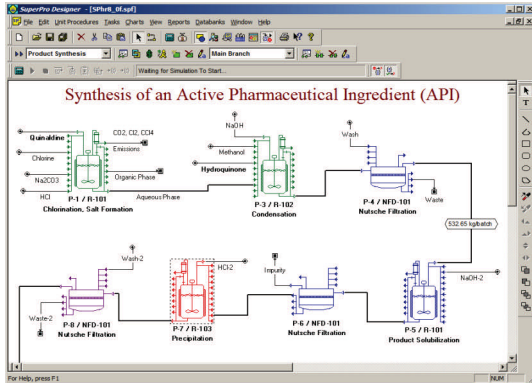 SuperPro Designer - [SPhr8_0f.spf]
File Edit Unit Procedures Tasks Charts View Reports Databanks Window Help
Product Synthesis
Main Branch
Waiting for Simulation To Start...
Synthesis of an Active Pharmaceutical Ingredient (API)
Quinaldine
Chlorine
Na2CO3
HCl
CO2, Cl2, CCl4
Emissions
Organic Phase
Aqueous Phase
P-1 / R-101
Chlorination, Salt Formation
NaOH
Methanol
Hydroquinone
P-3 / R-102
Condensation
Wash
Waste
P-4 / NFD-101
Nutsche Filtration
532.65 kg/batch
Wash-2
Waste-2
P-8 / NFD-101
Nutsche Filtration
HCl-2
P-7 / R-103
Precipitation
Impurity
P-6 / NFD-101
Nutsche Filtration
NaOH-2
P-5 / R-101
Product Solubilization
For Help, press F1
NUM